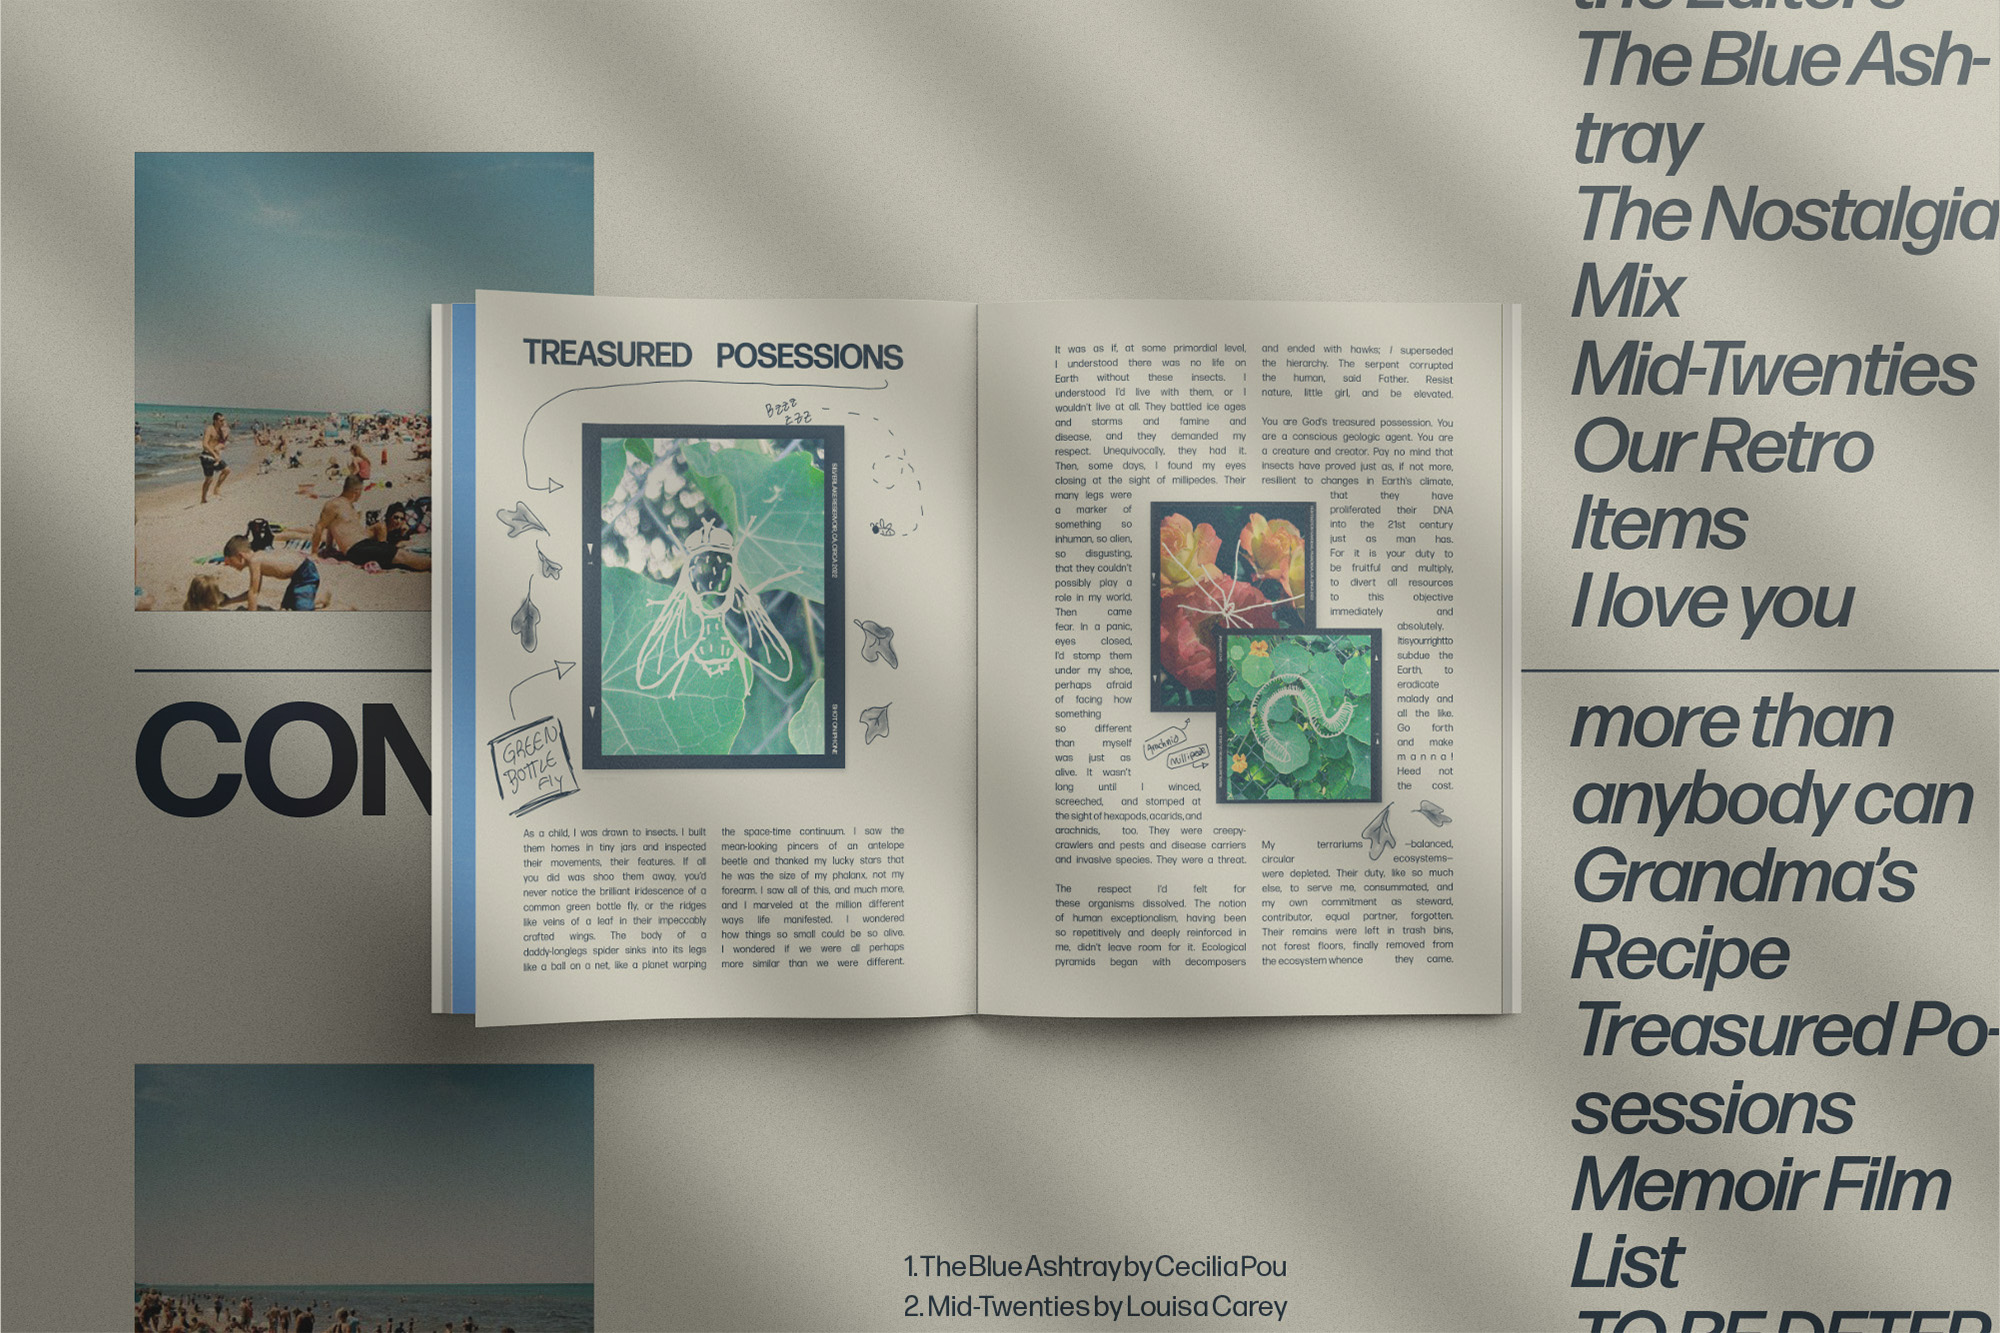 TREASURED POSESSIONS
Bzzz
zzz
SILVERLAKE RESERVOIR, CA, CIRCA 2022
SHOT ON IPHONE
1
GREEN
BOTTLE
Fly
As a child, I was drawn to insects. I built
them homes in tiny jars and inspected
their movements, their features. If all
you did was shoo them away, you'd
never notice the brilliant iridescence of a
common green bottle fly, or the ridges
like veins of a leaf in their impeccably
crafted wings. The body of a
daddy-longlegs spider sinks into its legs
like a ball on a net, like a planet warping
the space-time continuum. I saw the
mean-looking pincers of an antelope
beetle and thanked my lucky stars that
he was the size of my phalanx, not my
forearm. I saw all of this, and much more,
and I marveled at the million different
ways life manifested. I wondered
how things so small could be so alive.
I wondered if we were all perhaps
more similar than we were different.
It was as if, at some primordial level,
I understood there was no life on
Earth without these insects. I
understood I'd live with them, or I
wouldn't live at all. They battled ice ages
and storms and famine and
disease, and they demanded my
respect. Unequivocally, they had it.
Then, some days, I found my eyes
closing at the sight of millipedes. Their
many legs were
a marker of
something so
inhuman, so alien,
so disgusting,
that they couldn't
possibly play a
role in my world.
Then came
fear. In a panic,
eyes closed,
I'd stomp them
under my shoe,
perhaps afraid
of facing how
something
so different
than myself
was just as
alive. It wasn't
long until I winced,
screeched, and stomped at
the sight of hexapods, acarids, and
arachnids, too. They were creepy-
crawlers and pests and disease carriers
and invasive species. They were a threat.
The respect I'd felt for
these organisms dissolved. The notion
of human exceptionalism, having been
so repetitively and deeply reinforced in
me, didn't leave room for it. Ecological
pyramids began with decomposers
Arachnid
Millipede
and ended with hawks; I superseded
the hierarchy. The serpent corrupted
the human, said Father. Resist
nature, little girl, and be elevated.
You are God's treasured possession. You
are a conscious geologic agent. You are
a creature and creator. Pay no mind that
insects have proved just as, if not more,
resilient to changes in Earth's climate,
that they have
proliferated their DNA
into the 21st century
just as man has.
For it is your duty to
be fruitful and multiply,
to divert all resources
to this objective
immediately and
absolutely.
Itisyourrightto
subdue the
Earth, to
eradicate
malady and
all the like.
Go forth
and make
manna!
Heed not
the cost.
My terrariums –balanced,
circular ecosystems–
were depleted. Their duty, like so much
else, to serve me, consummated, and
my own commitment as steward,
contributor, equal partner, forgotten.
Their remains were left in trash bins,
not forest floors, finally removed from
the ecosystem whence they came.
CON
1. The Blue Ashtray by Cecilia Pou
2. Mid-Twenties by Louisa Carey
the Editors
The Blue Ash-
tray
The Nostalgia
Mix
Mid-Twenties
Our Retro
Items
I love you
more than
anybody can
Grandma's
Recipe
Treasured Po-
sessions
Memoir Film
List
TO BE DETER